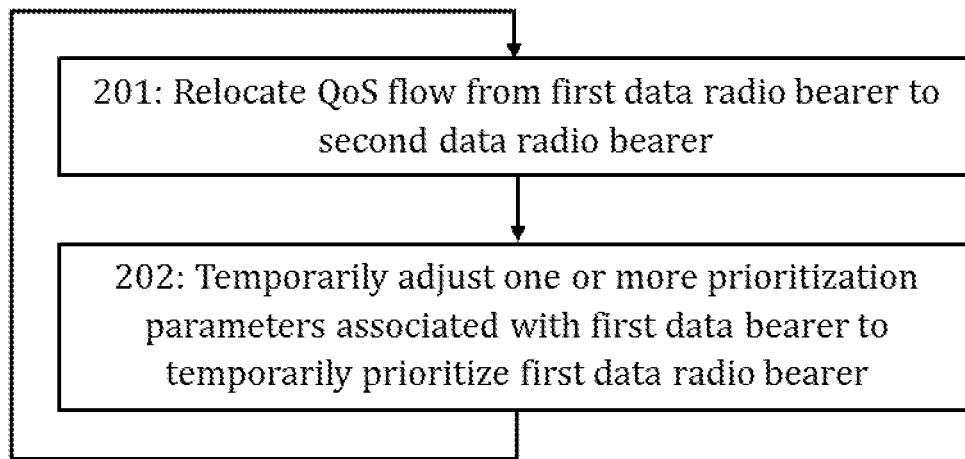 201: Relocate QoS flow from first data radio bearer to
second data radio bearer
202: Temporarily adjust one or more prioritization
parameters associated with first data bearer to
temporarily prioritize first data radio bearer